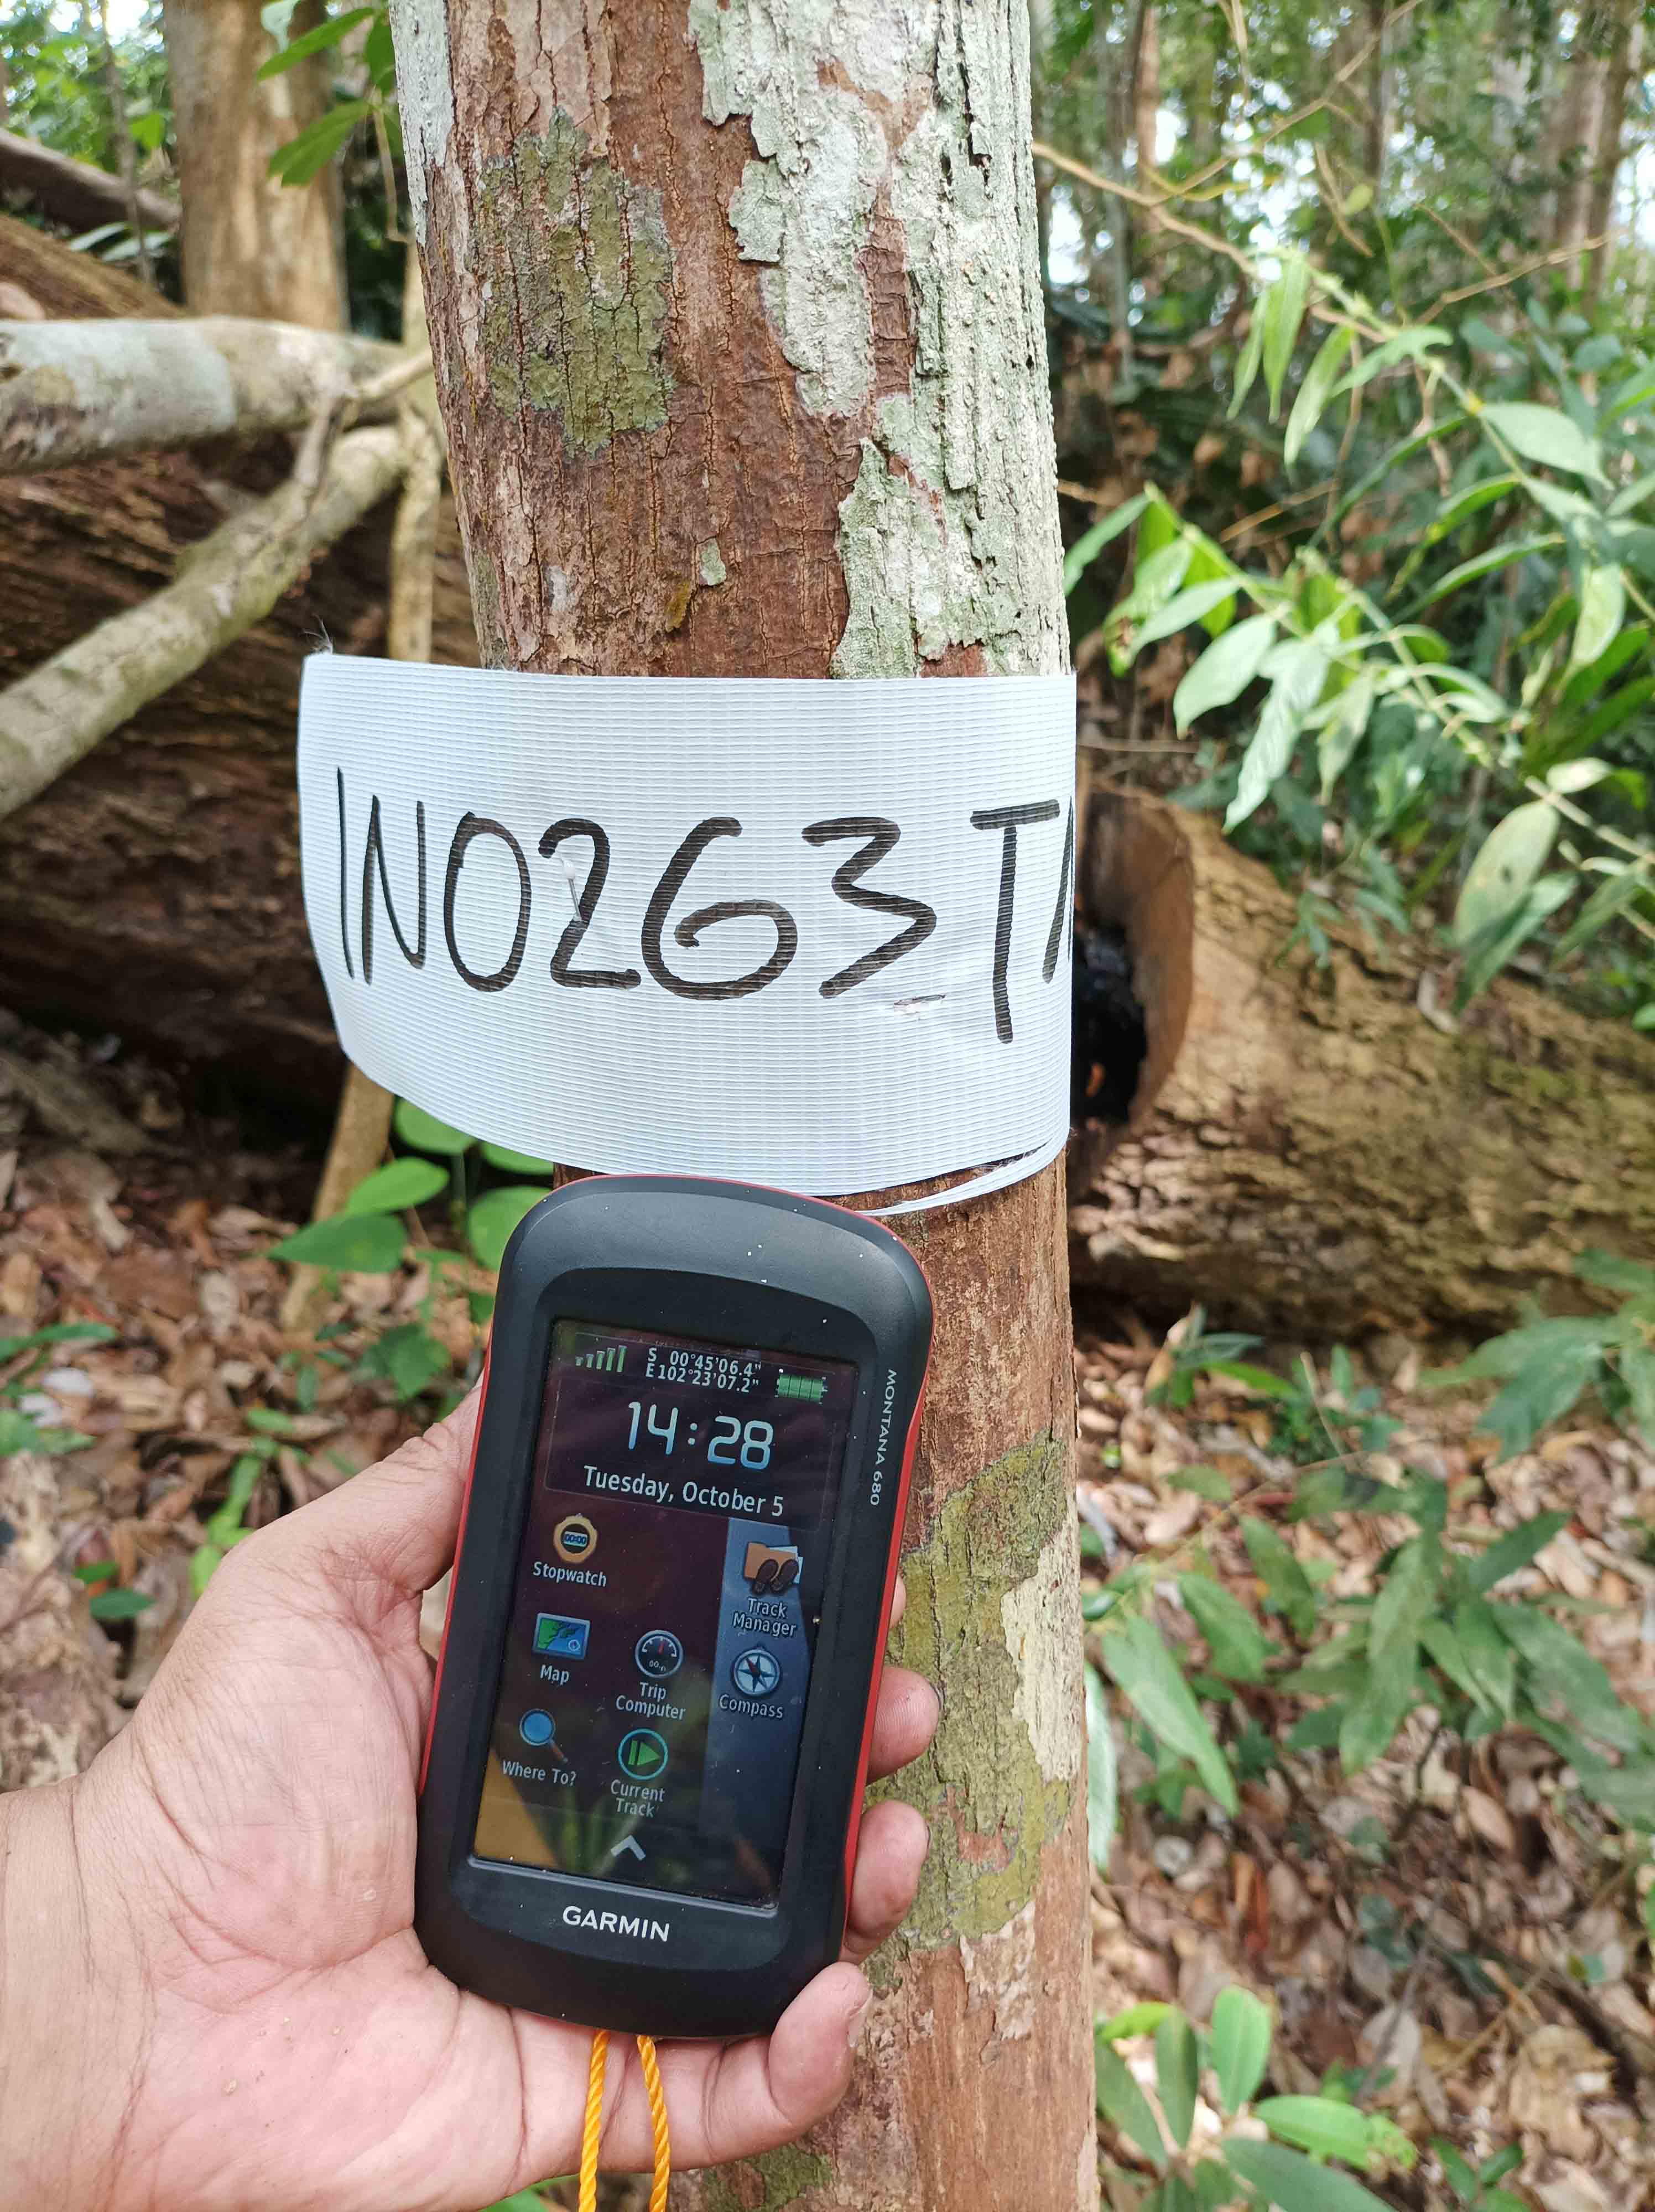 INO263 T
S 00°45'06.4"
E 102°23'07.2"
14:28
Tuesday, October 5
Stopwatch
Track
Manager
Map
Trip
Computer
Compass
Where To?
Current
Track
GARMIN
MONTANA 680